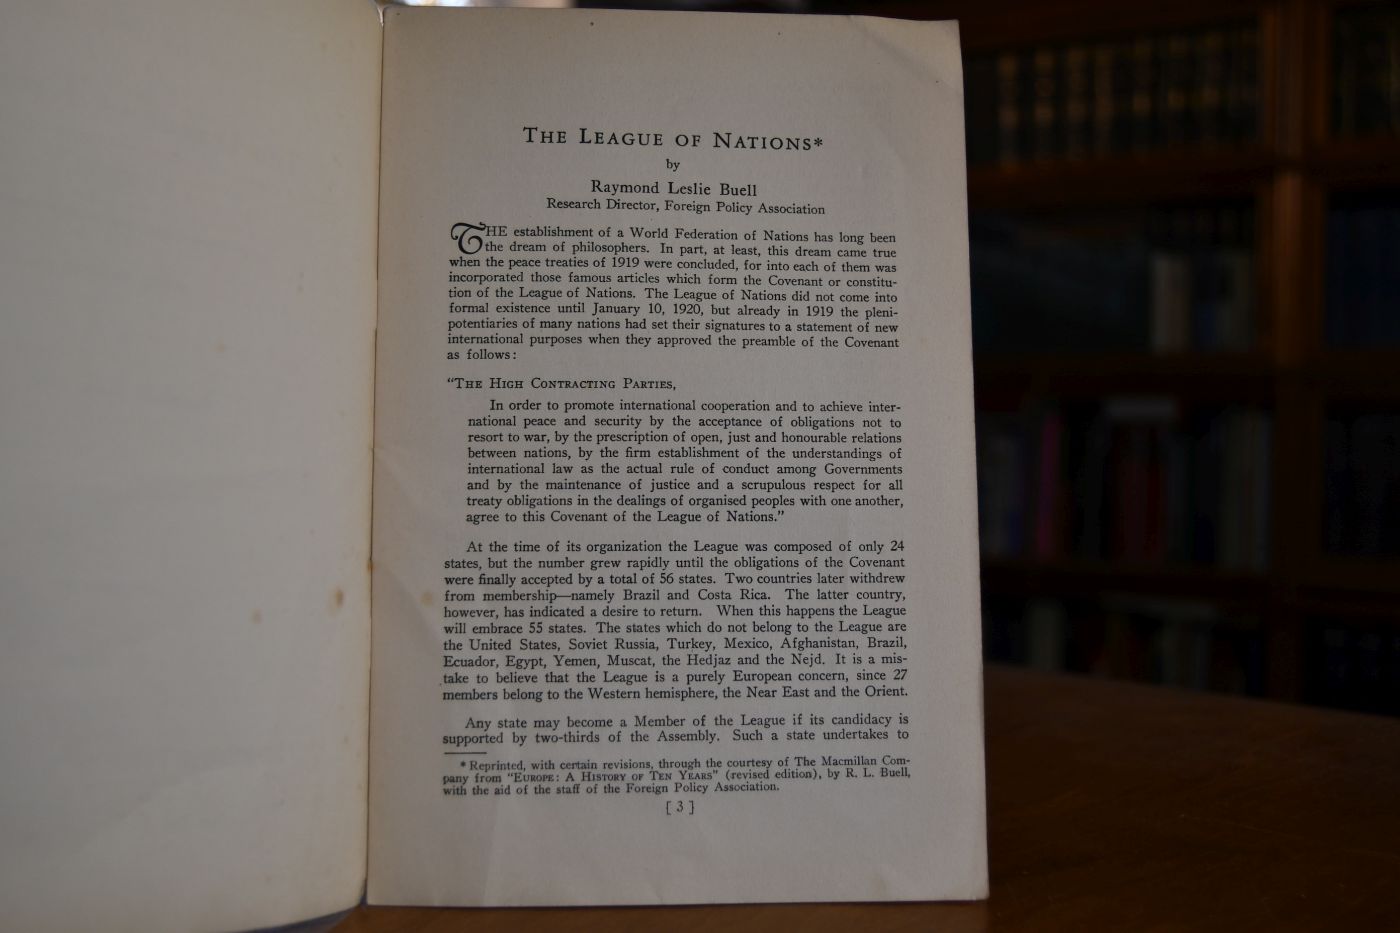 THE LEAGUE OF NATIONS*
by
Raymond Leslie Buell
Research Director, Foreign Policy Association
THE establishment of a World Federation of Nations has long been
the dream of philosophers. In part, at least, this dream came true
when the peace treaties of 1919 were concluded, for into each of them was
incorporated those famous articles which form the Covenant or constitu-
tion of the League of Nations. The League of Nations did not come into
formal existence until January 10, 1920, but already in 1919 the pleni-
potentiaries of many nations had set their signatures to a statement of new
international purposes when they approved the preamble of the Covenant
as follows:
"THE HIGH CONTRACTING PARTIES,
In order to promote international cooperation and to achieve inter-
national peace and security by the acceptance of obligations not to
resort to war, by the prescription of open, just and honourable relations
between nations, by the firm establishment of the understandings of
international law as the actual rule of conduct among Governments
and by the maintenance of justice and a scrupulous respect for all
treaty obligations in the dealings of organised peoples with one another,
agree to this Covenant of the League of Nations."
At the time of its organization the League was composed of only 24
states, but the number grew rapidly until the obligations of the Covenant
were finally accepted by a total of 56 states. Two countries later withdrew
from membership—namely Brazil and Costa Rica. The latter country,
however, has indicated a desire to return. When this happens the League
will embrace 55 states. The states which do not belong to the League are
the United States, Soviet Russia, Turkey, Mexico, Afghanistan, Brazil,
Ecuador, Egypt, Yemen, Muscat, the Hedjaz and the Nejd. It is a mis-
take to believe that the League is a purely European concern, since 27
members belong to the Western hemisphere, the Near East and the Orient.
Any state may become a Member of the League if its candidacy is
supported by two-thirds of the Assembly. Such a state undertakes to
* Reprinted, with certain revisions, through the courtesy of The Macmillan Com-
pany from "EUROPE: A HISTORY OF TEN YEARS" (revised edition), by R. L. Buell,
with the aid of the staff of the Foreign Policy Association.
[ 3 ]